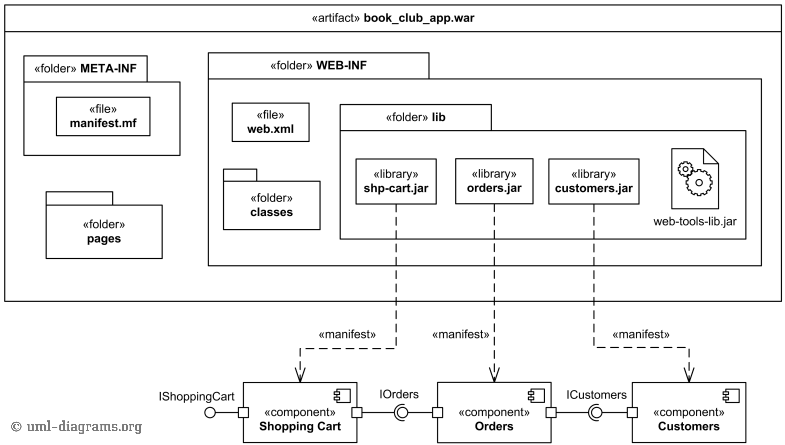 «artifact» book_club_app.war
«folder» META-INF
«file»
manifest.mf
«folder»
pages
«folder» WEB-INF
«file»
web.xml
«folder»
classes
«folder» lib
«library»
shp-cart.jar
«library»
orders.jar
«library»
customers.jar
web-tools-lib.jar
«manifest»
«manifest»
«manifest»
IShoppingCart
«component»
Shopping Cart
IOrders
«component»
Orders
ICustomers
«component»
Customers
© uml-diagrams.org